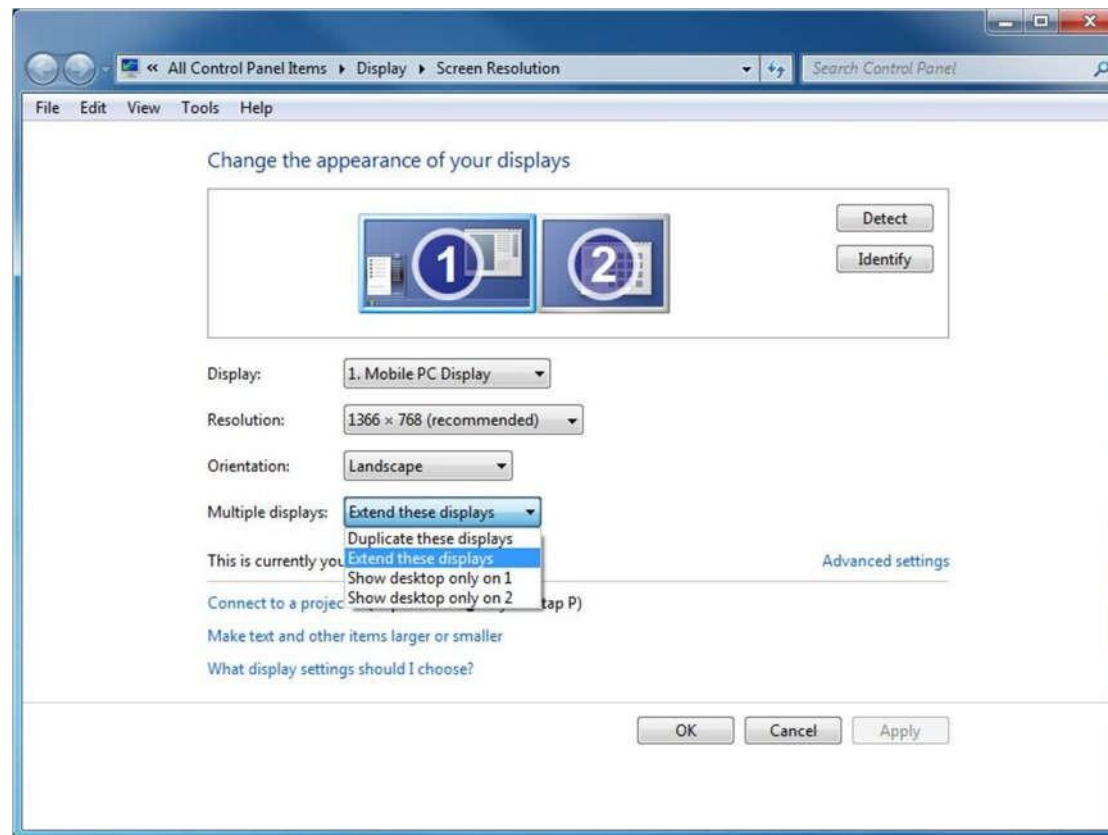 « All Control Panel Items ▸ Display ▸ Screen Resolution Search Control Panel
File Edit View Tools Help
Change the appearance of your displays
1 2
Detect
Identify
Display: 1. Mobile PC Display
Resolution: 1366 × 768 (recommended)
Orientation: Landscape
Multiple displays: Extend these displays
Duplicate these displays
This is currently Extend these displays Advanced settings
Show desktop only on 1
Connect to a Show desktop only on 2 tap P)
Make text and other items larger or smaller
What display settings should I choose?
OK Cancel Apply